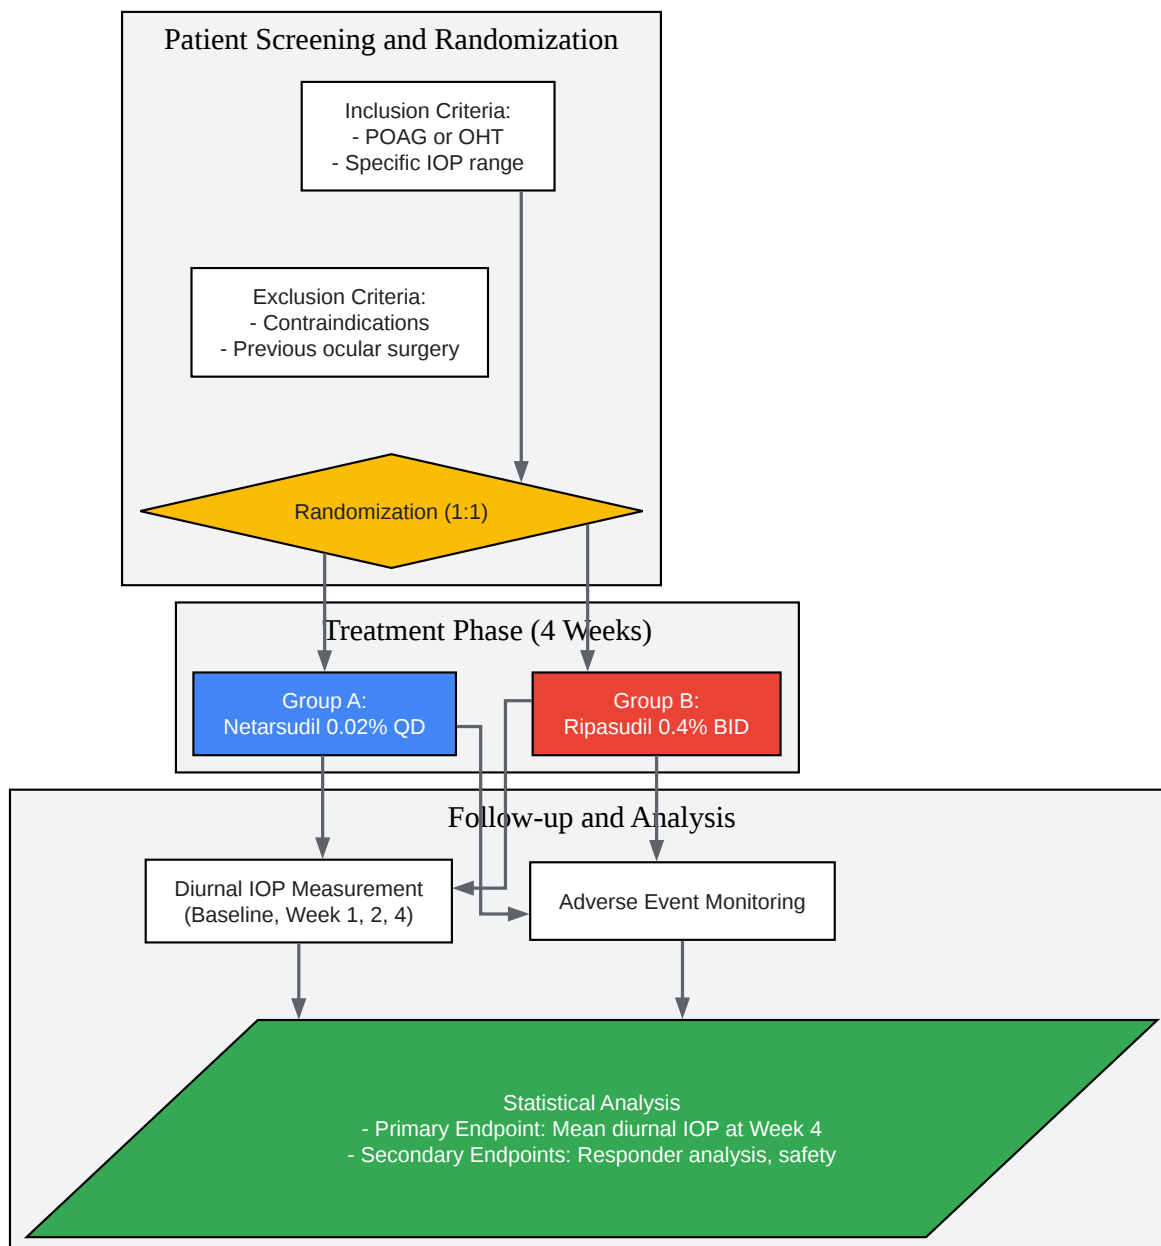 Patient Screening and Randomization
Inclusion Criteria:
- POAG or OHT
- Specific IOP range
Exclusion Criteria:
- Contraindications
- Previous ocular surgery
Randomization (1:1)
Treatment Phase (4 Weeks)
Group A:
Netarsudil 0.02% QD
Group B:
Ripasudil 0.4% BID
Follow-up and Analysis
Diurnal IOP Measurement
(Baseline, Week 1, 2, 4)
Adverse Event Monitoring
Statistical Analysis
- Primary Endpoint: Mean diurnal IOP at Week 4
- Secondary Endpoints: Responder analysis, safety